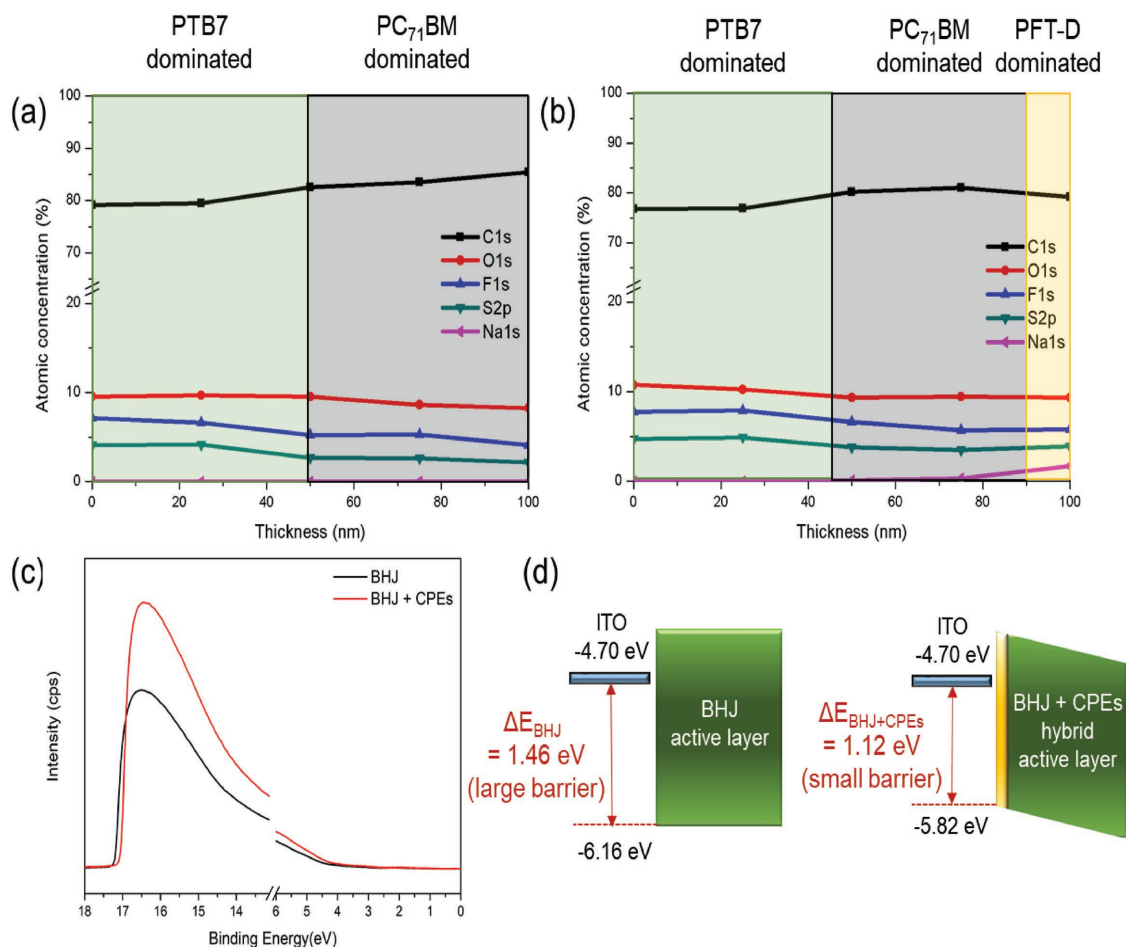 PTB7
dominated
PC71BM
dominated
(a)
100
90
80
70
20
10
0
Atomic concentration (%)
C1s
O1s
F1s
S2p
Na1s
0 20 40 60 80 100
Thickness (nm)
PTB7
dominated
PC71BM
dominated
PFT-D
dominated
(b)
100
90
80
70
20
10
0
Atomic concentration (%)
C1s
O1s
F1s
S2p
Na1s
0 20 40 60 80 100
Thickness (nm)
(c)
Intensity (cps)
BHJ
BHJ + CPEs
18 17 16 15 14 6 5 4 3 2 1 0
Binding Energy(eV)
(d)
ITO
-4.70 eV
ΔEBHJ
= 1.46 eV
(large barrier)
-6.16 eV
BHJ
active layer
ITO
-4.70 eV
ΔEBHJ+CPEs
= 1.12 eV
(small barrier)
-5.82 eV
BHJ + CPEs
hybrid
active layer